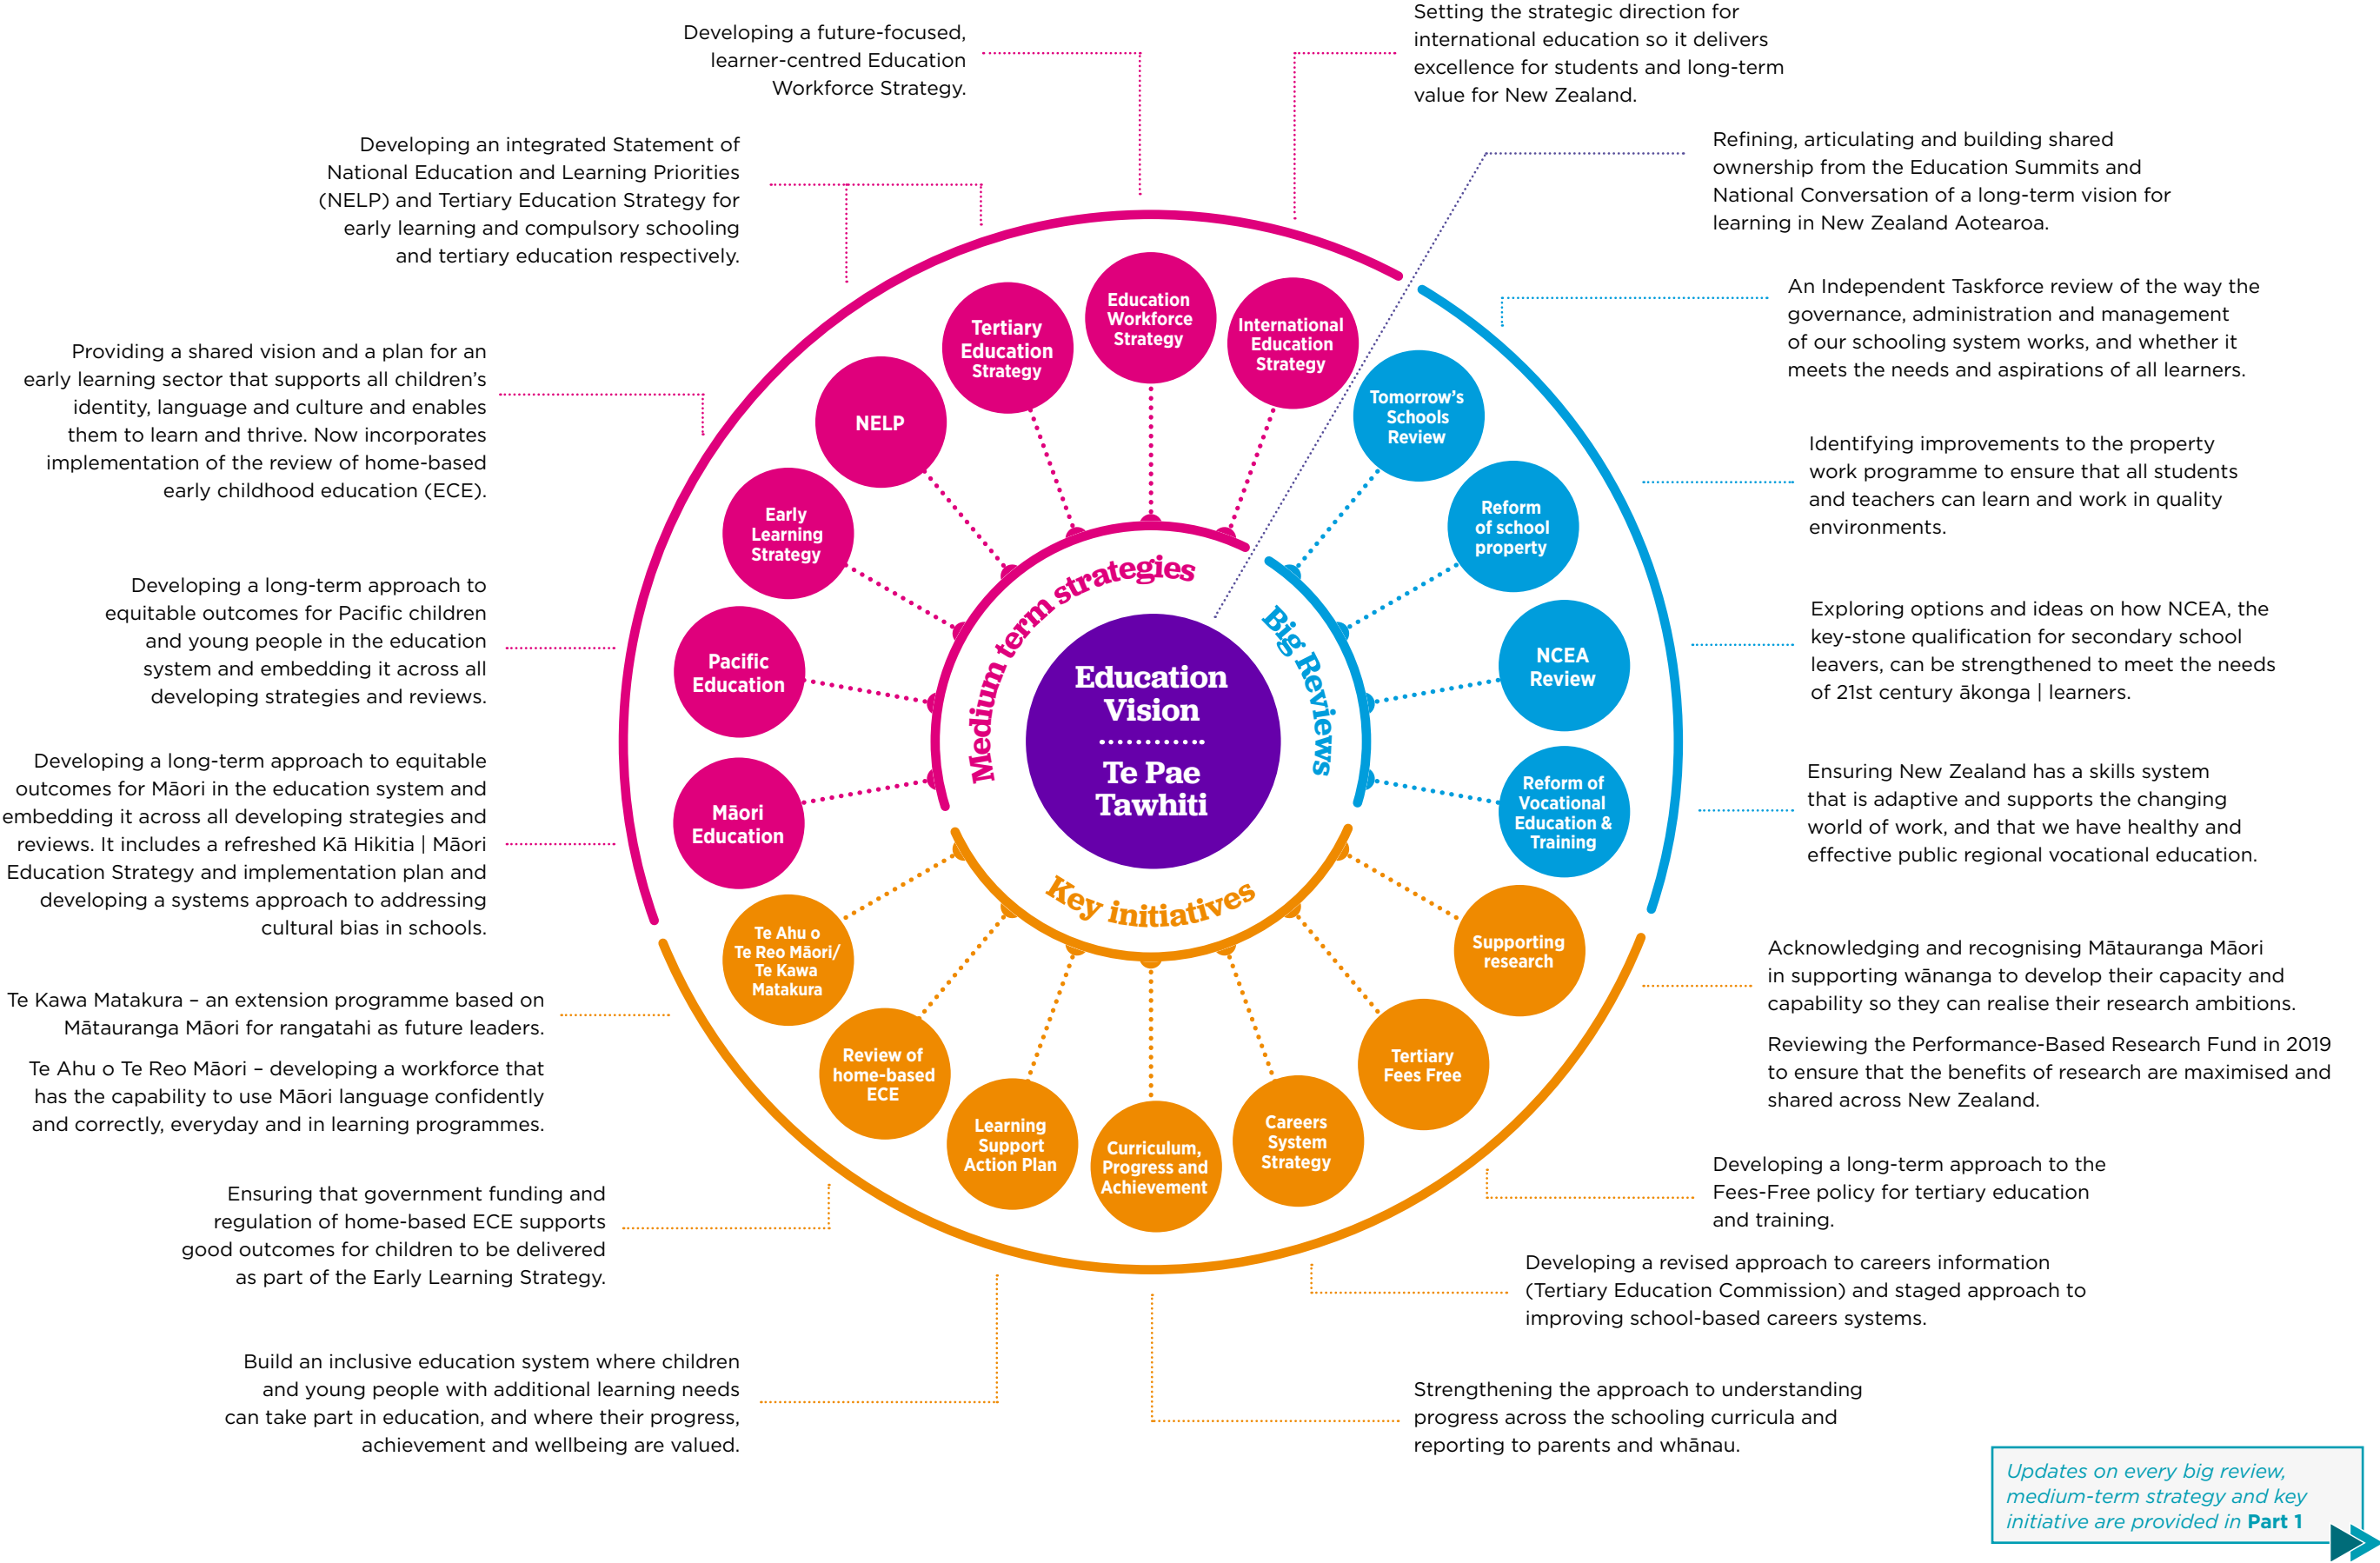 Developing a future-focused,
learner-centred Education
Workforce Strategy.
Setting the strategic direction for
international education so it delivers
excellence for students and long-term
value for New Zealand.
Developing an integrated Statement of
National Education and Learning Priorities
(NELP) and Tertiary Education Strategy for
early learning and compulsory schooling
and tertiary education respectively.
Refining, articulating and building shared
ownership from the Education Summits and
National Conversation of a long-term vision for
learning in New Zealand Aotearoa.
Providing a shared vision and a plan for an
early learning sector that supports all children’s
identity, language and culture and enables
them to learn and thrive. Now incorporates
implementation of the review of home-based
early childhood education (ECE).
An Independent Taskforce review of the way the
governance, administration and management
of our schooling system works, and whether it
meets the needs and aspirations of all learners.
Identifying improvements to the property
work programme to ensure that all students
and teachers can learn and work in quality
environments.
Developing a long-term approach to
equitable outcomes for Pacific children
and young people in the education
system and embedding it across all
developing strategies and reviews.
Exploring options and ideas on how NCEA, the
key-stone qualification for secondary school
leavers, can be strengthened to meet the needs
of 21st century ākonga | learners.
Developing a long-term approach to equitable
outcomes for Māori in the education system and
embedding it across all developing strategies and
reviews. It includes a refreshed Kā Hikitia | Māori
Education Strategy and implementation plan and
developing a systems approach to addressing
cultural bias in schools.
Ensuring New Zealand has a skills system
that is adaptive and supports the changing
world of work, and that we have healthy and
effective public regional vocational education.
Te Kawa Matakura – an extension programme based on
Mātauranga Māori for rangatahi as future leaders.
Te Ahu o Te Reo Māori – developing a workforce that
has the capability to use Māori language confidently
and correctly, everyday and in learning programmes.
Acknowledging and recognising Mātauranga Māori
in supporting wānanga to develop their capacity and
capability so they can realise their research ambitions.
Reviewing the Performance-Based Research Fund in 2019
to ensure that the benefits of research are maximised and
shared across New Zealand.
Ensuring that government funding and
regulation of home-based ECE supports
good outcomes for children to be delivered
as part of the Early Learning Strategy.
Developing a long-term approach to the
Fees-Free policy for tertiary education
and training.
Developing a revised approach to careers information
(Tertiary Education Commission) and staged approach to
improving school-based careers systems.
Build an inclusive education system where children
and young people with additional learning needs
can take part in education, and where their progress,
achievement and wellbeing are valued.
Strengthening the approach to understanding
progress across the schooling curricula and
reporting to parents and whānau.
Education
Vision
Te Pae
Tawhiti
Medium term strategies
Māori
Education
Pacific
Education
Early
Learning
Strategy
NELP
Tertiary
Education
Strategy
Education
Workforce
Strategy
International
Education
Strategy
Big Reviews
Tomorrow’s
Schools
Review
Reform
of school
property
NCEA
Review
Reform of
Vocational
Education &
Training
Key initiatives
Supporting
research
Tertiary
Fees Free
Careers
System
Strategy
Curriculum,
Progress and
Achievement
Learning
Support
Action Plan
Review of
home-based
ECE
Te Ahu o
Te Reo Māori/
Te Kawa
Matakura
Updates on every big review,
medium-term strategy and key
initiative are provided in Part 1